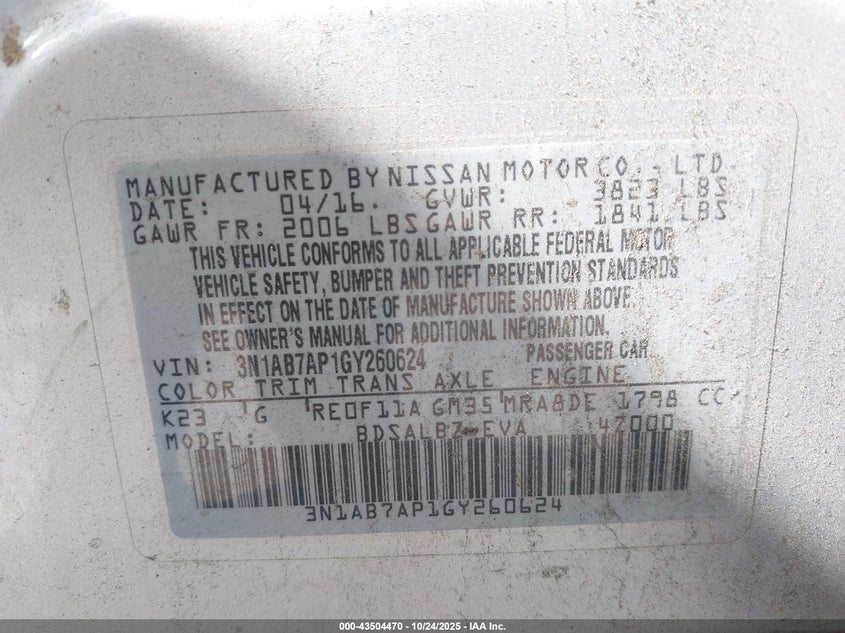 MANUFACTURED BY NISSAN MOTOR CO., LTD.
DATE: 04/16. GVWR: 3823 LBS
GAWR FR: 2006 LBS GAWR RR: 1841 LBS
THIS VEHICLE CONFORMS TO ALL APPLICABLE FEDERAL MOTOR
VEHICLE SAFETY, BUMPER AND THEFT PREVENTION STANDARDS
IN EFFECT ON THE DATE OF MANUFACTURE SHOWN ABOVE.
SEE OWNER'S MANUAL FOR ADDITIONAL INFORMATION.
VIN: 3N1AB7AP1GY260624 PASSENGER CAR
COLOR TRIM TRANS AXLE ENGINE
K23 G RE0F11A GM35 MRA8DE 1798 CC
MODEL: BDSALBZ-EVA 47000
3N1AB7AP1GY260624
000-43504470 - 10/24/2025 - IAA Inc.